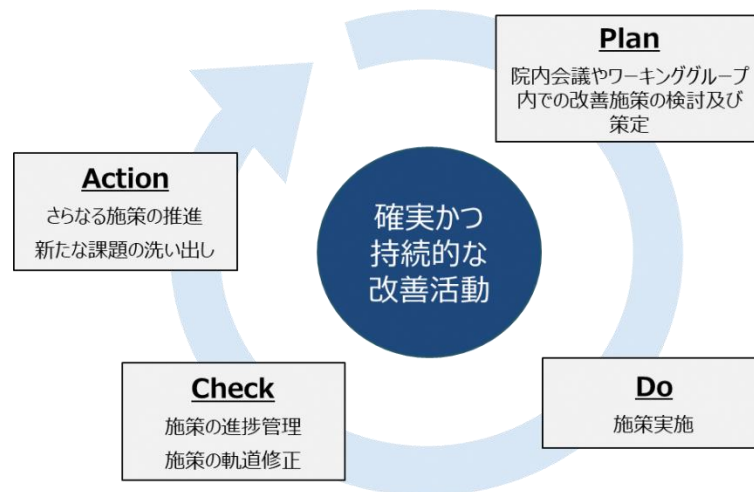 Plan
院内会議やワーキンググループ
内での改善施策の検討及び
策定
Action
さらなる施策の推進
新たな課題の洗い出し
確実かつ
持続的な
改善活動
Check
施策の進捗管理
施策の軌道修正
Do
施策実施